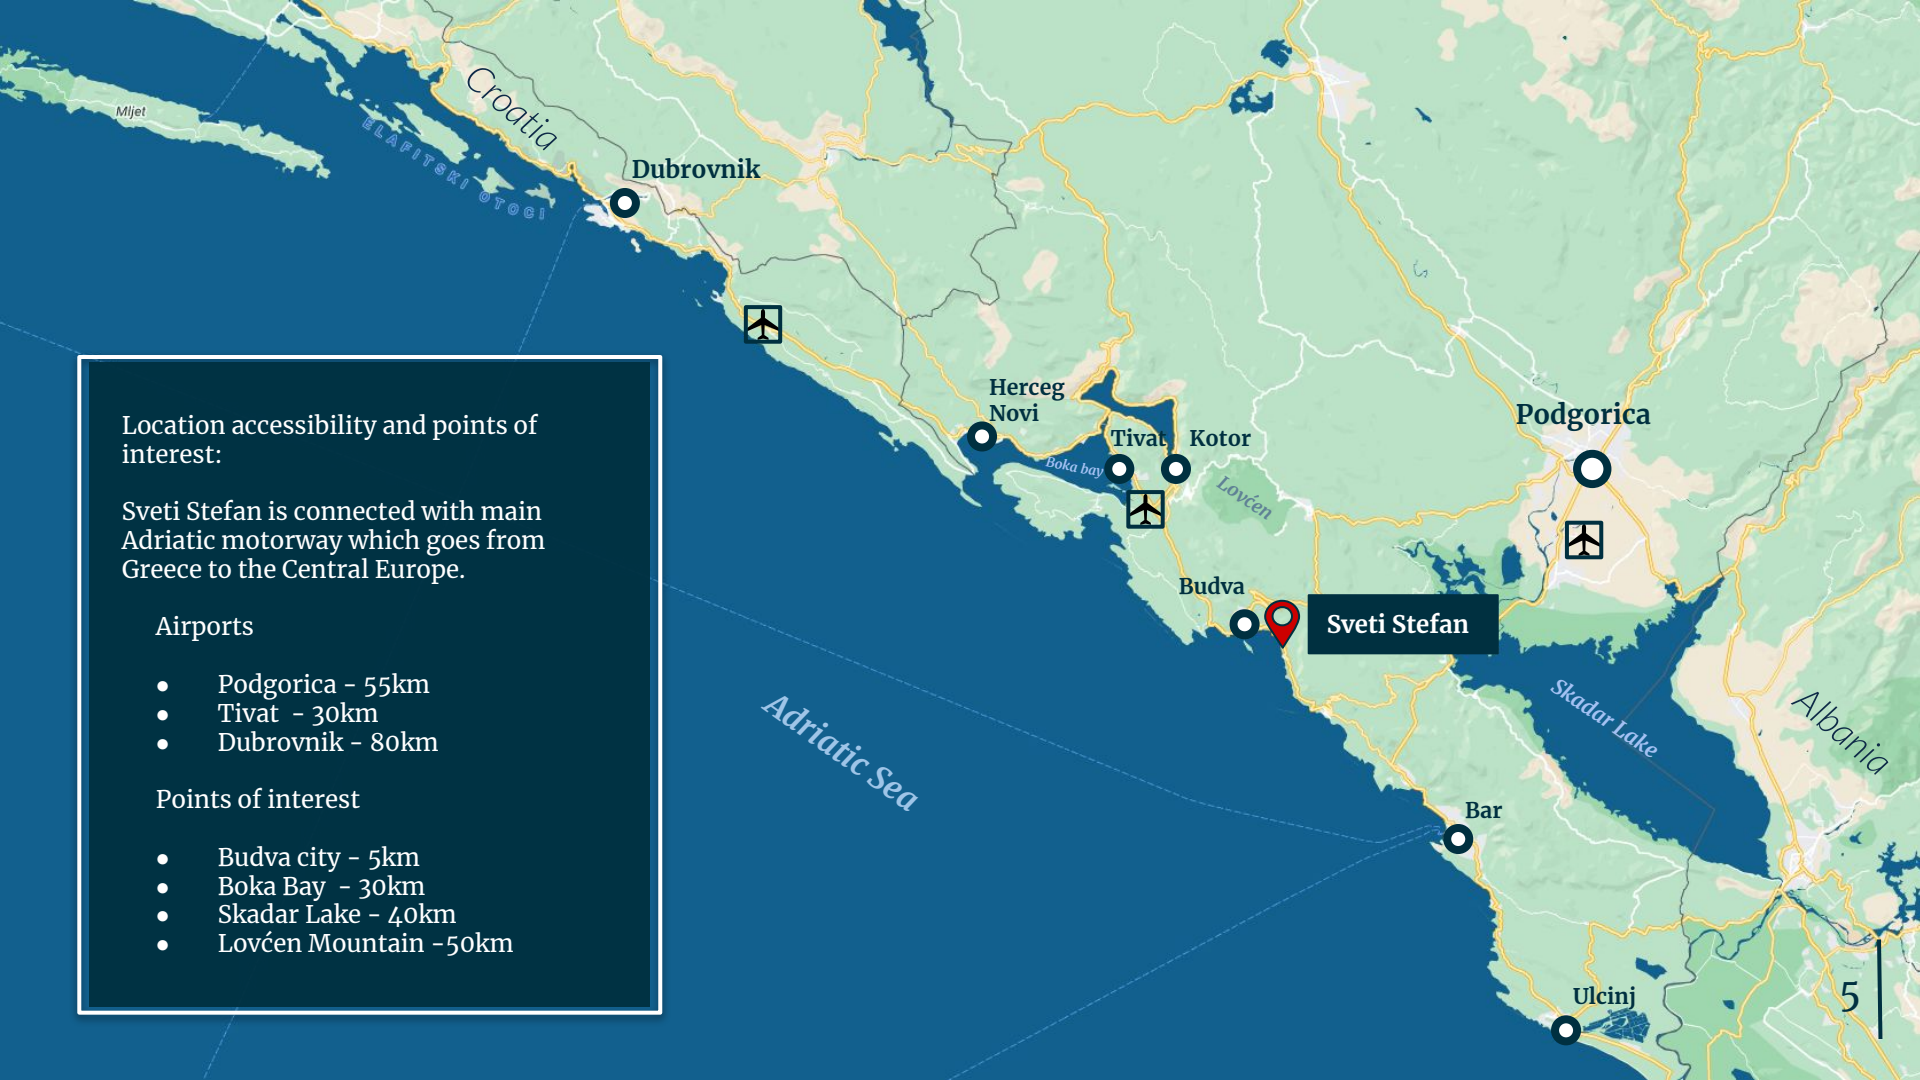 Mljet
ELAFITSKI OTOCI
Croatia
Dubrovnik
Herceg
Novi
Boka bay
Tivat
Kotor
Lovćen
Podgorica
Budva
Sveti Stefan
Adriatic Sea
Skadar Lake
Albania
Bar
Ulcinj
Location accessibility and points of
interest:
Sveti Stefan is connected with main
Adriatic motorway which goes from
Greece to the Central Europe.
Airports
● Podgorica - 55km
● Tivat  - 30km
● Dubrovnik - 80km
Points of interest
● Budva city - 5km
● Boka Bay  - 30km
● Skadar Lake - 40km
● Lovćen Mountain -50km
5